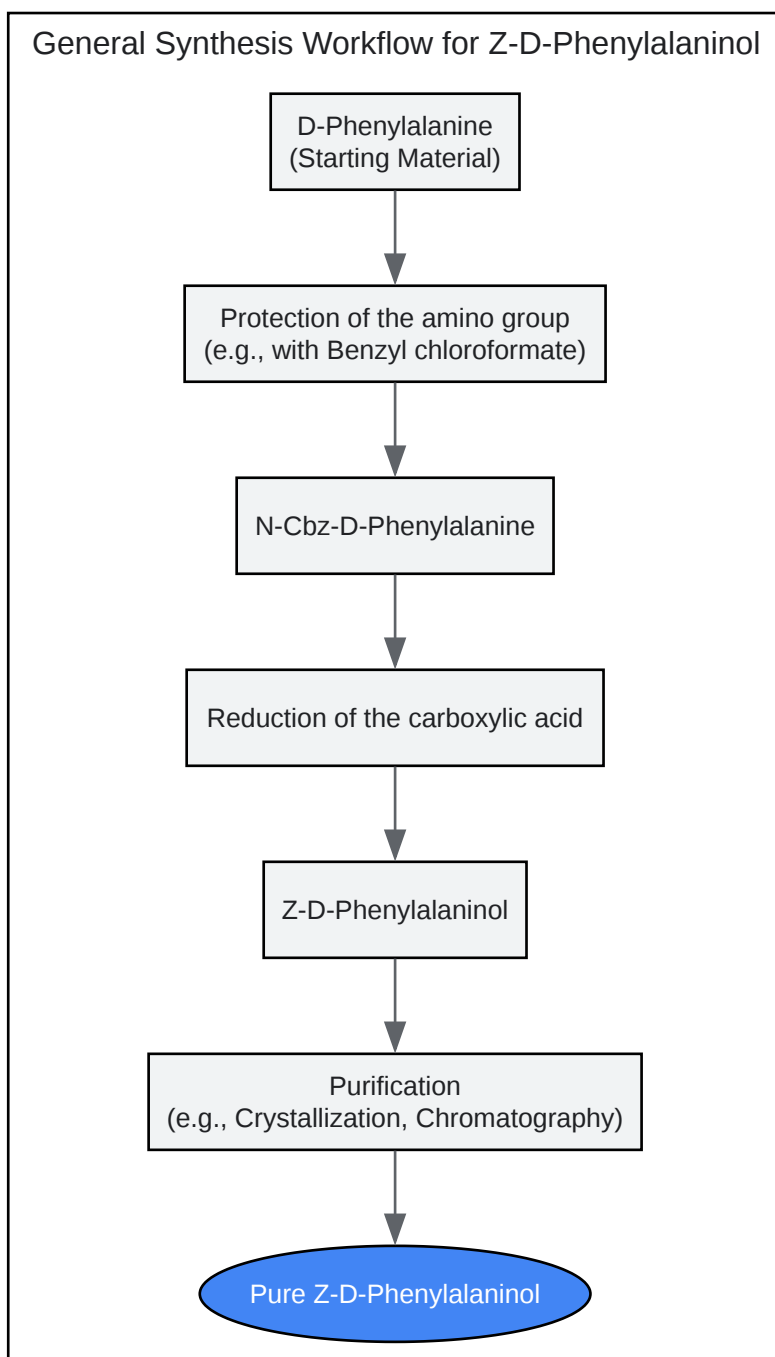 General Synthesis Workflow for Z-D-Phenylalaninol
D-Phenylalanine
(Starting Material)
Protection of the amino group
(e.g., with Benzyl chloroformate)
N-Cbz-D-Phenylalanine
Reduction of the carboxylic acid
Z-D-Phenylalaninol
Purification
(e.g., Crystallization, Chromatography)
Pure Z-D-Phenylalaninol